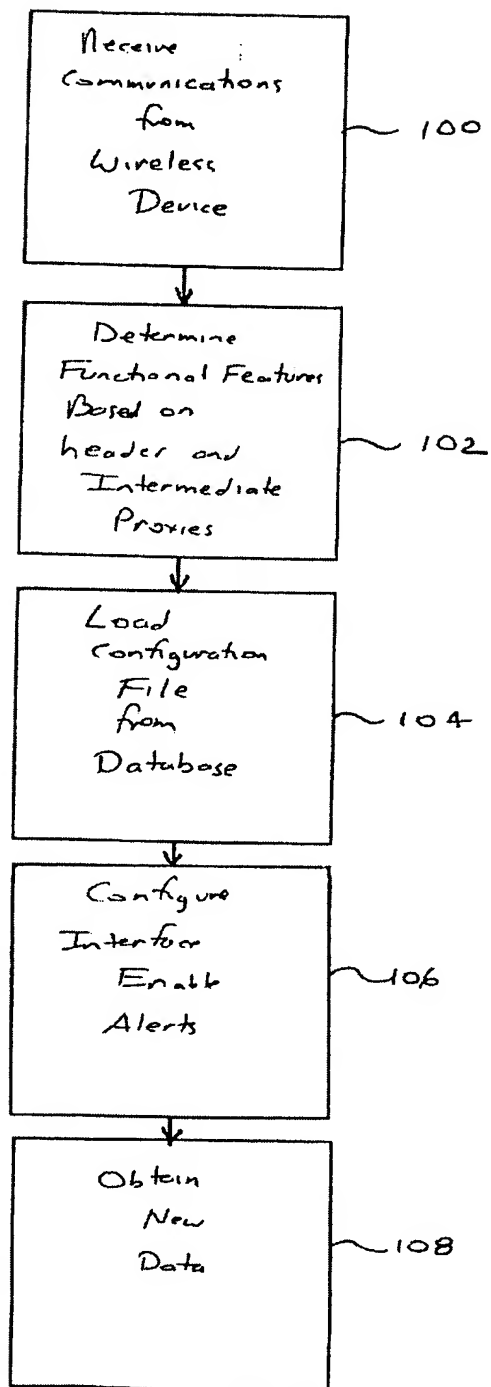 Receive
Communications
from
Wireless
Device
100
Determine
Functional Features
Based on
header and
Intermediate
Proxies
102
Load
Configuration
File
from
Database
104
Configure
Interface
Enable
Alerts
106
Obtain
New
Data
108